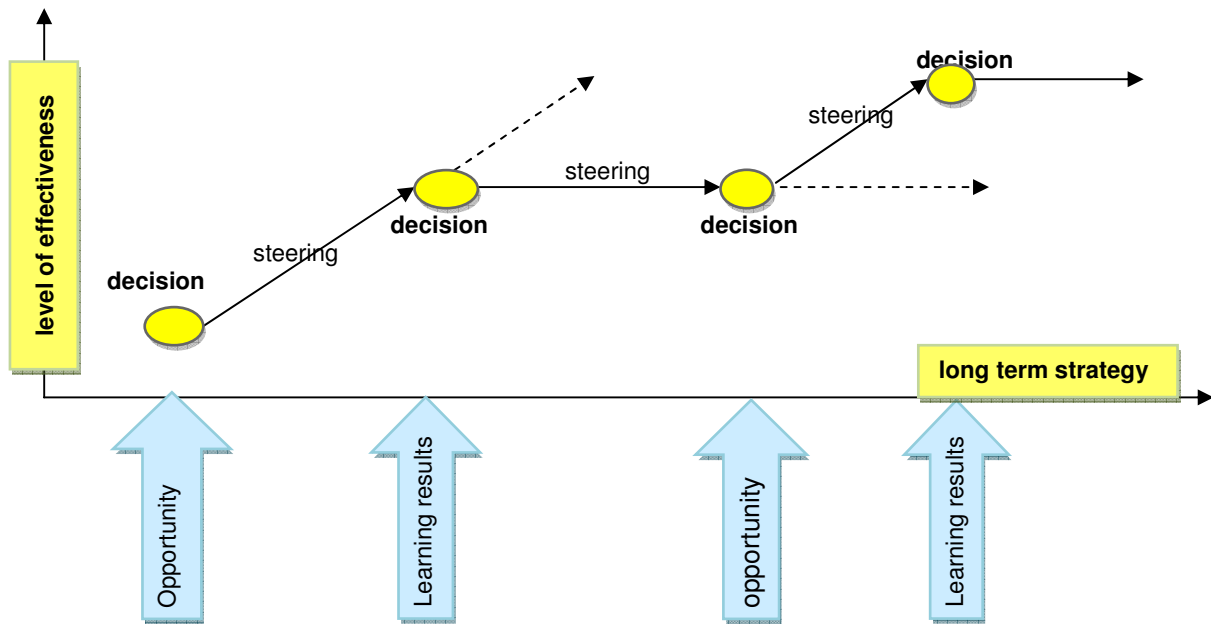 decision
steering
decision
steering
decision
steering
decision
level of effectiveness
long term strategy
Opportunity
Learning results
opportunity
Learning results